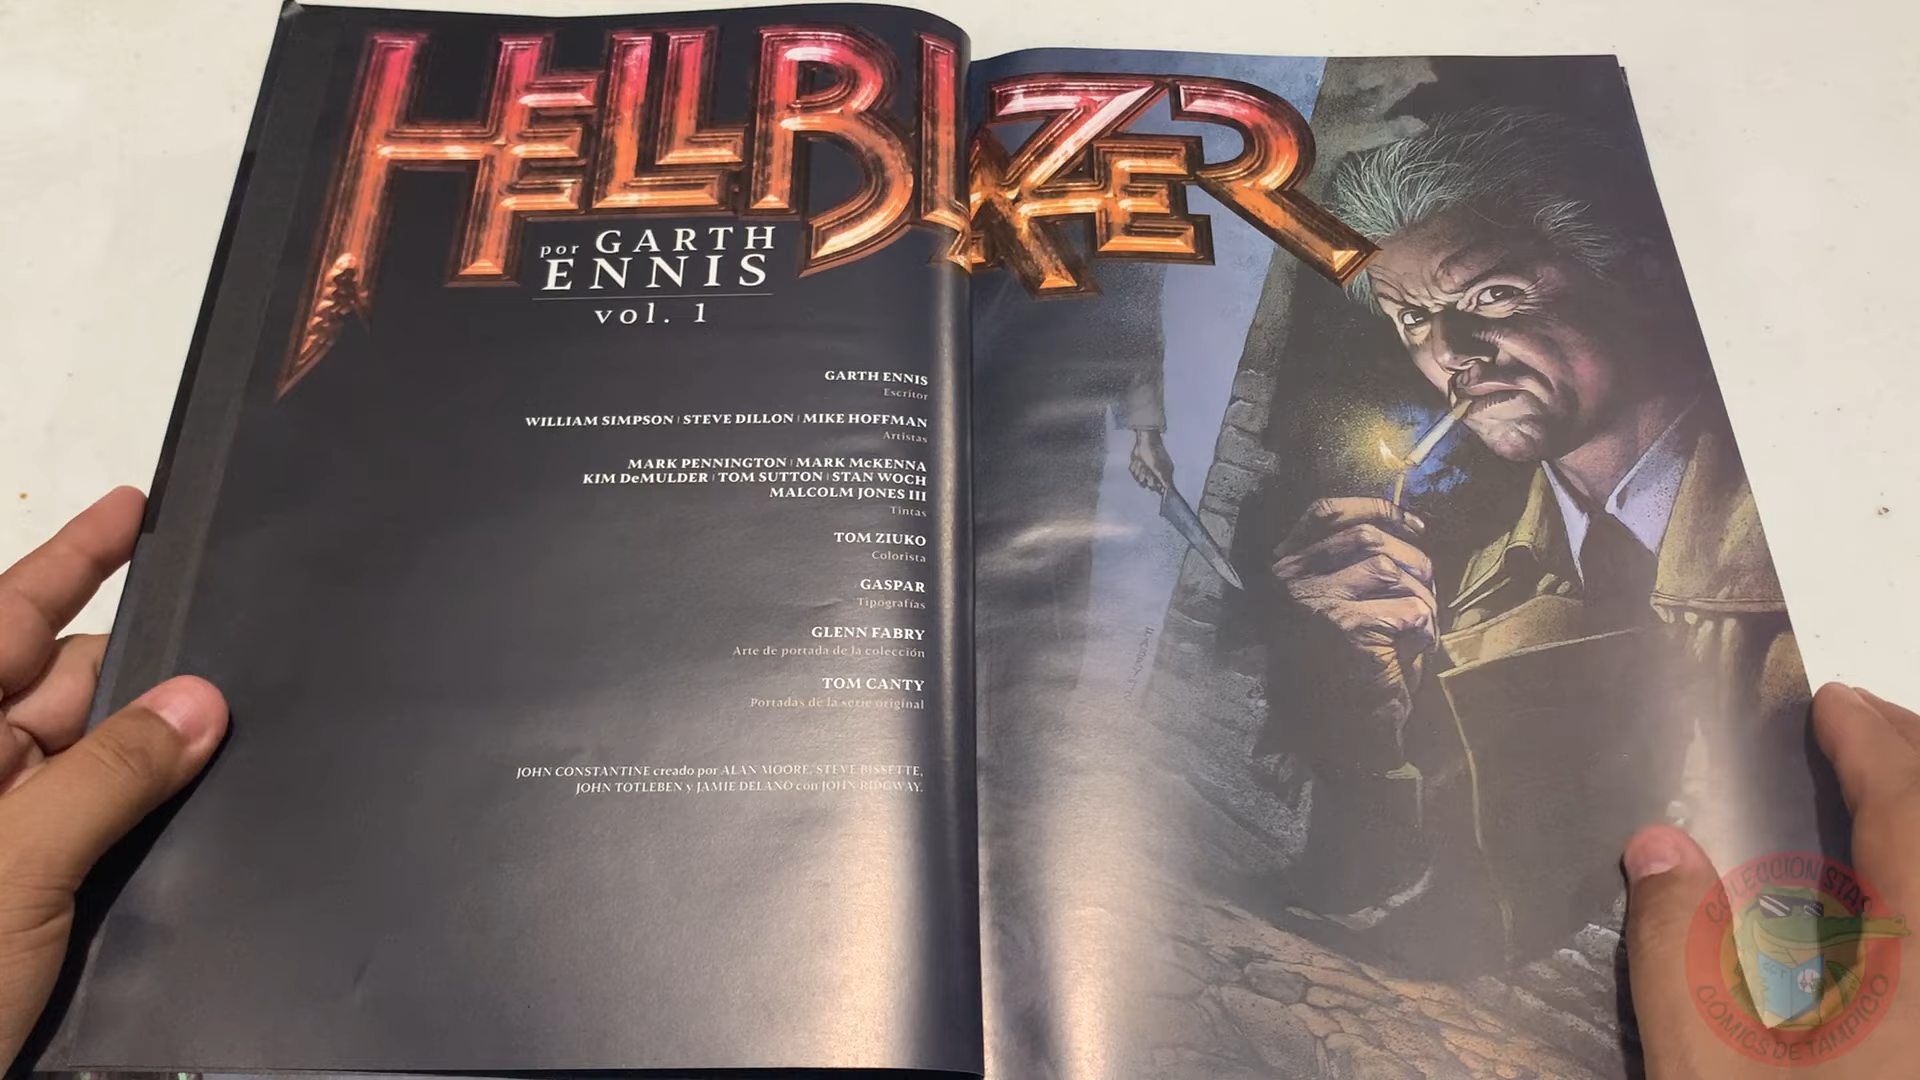 HELLBLAZER
por GARTH
ENNIS
vol. 1
GARTH ENNIS
Escritor
WILLIAM SIMPSON | STEVE DILLON | MIKE HOFFMAN
Artistas
MARK PENNINGTON | MARK McKENNA
KIM DeMULDER | TOM SUTTON | STAN WOCH
MALCOLM JONES III
Tintas
TOM ZIUKO
Colorista
GASPAR
Tipografías
GLENN FABRY
Arte de portada de la colección
TOM CANTY
Portadas de la serie original
JOHN CONSTANTINE creado por ALAN MOORE, STEVE BISSETTE,
JOHN TOTLEBEN y JAMIE DELANO con JOHN RIDGWAY.
COLECCIONISTAS
CÓMICS DE TAMPICO